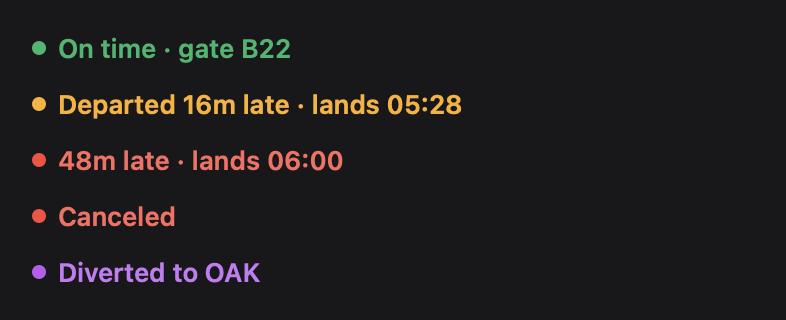 On time · gate B22
Departed 16m late · lands 05:28
48m late · lands 06:00
Canceled
Diverted to OAK